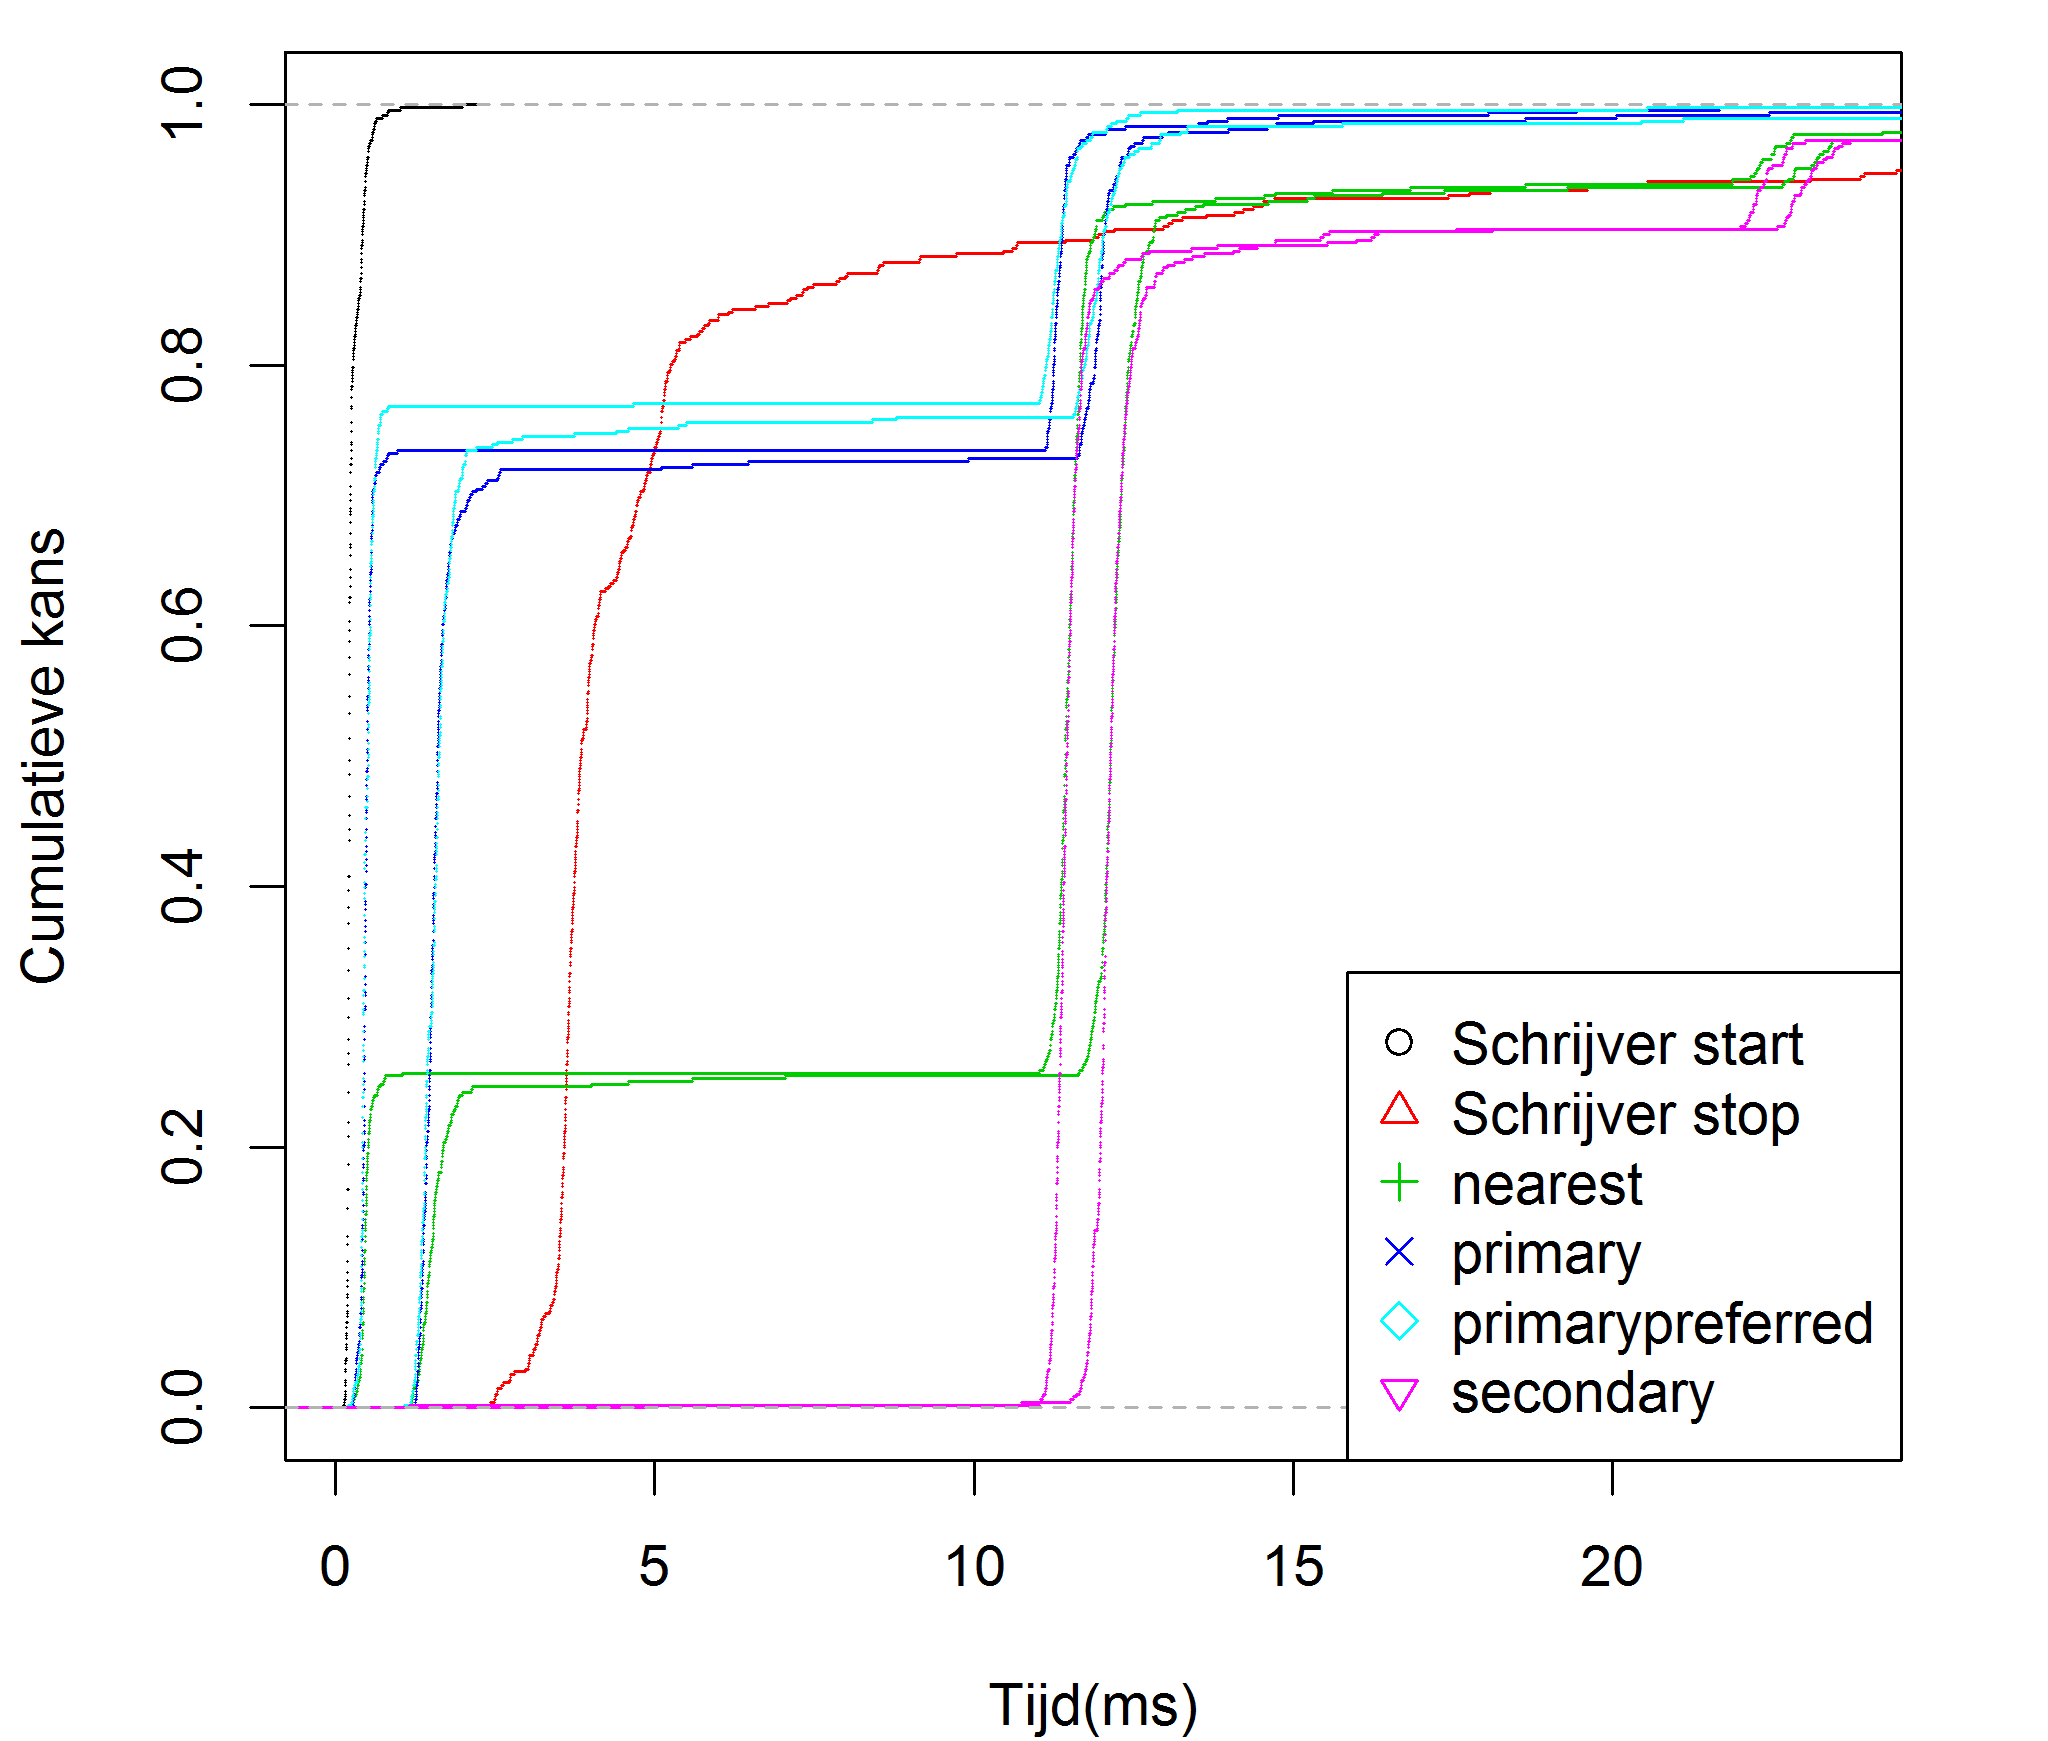 Cumulatieve kans
1.0
0.8
0.6
0.4
0.2
0.0
Schrijver start
Schrijver stop
nearest
primary
primarypreferred
secondary
0 5 10 15 20
Tijd(ms)